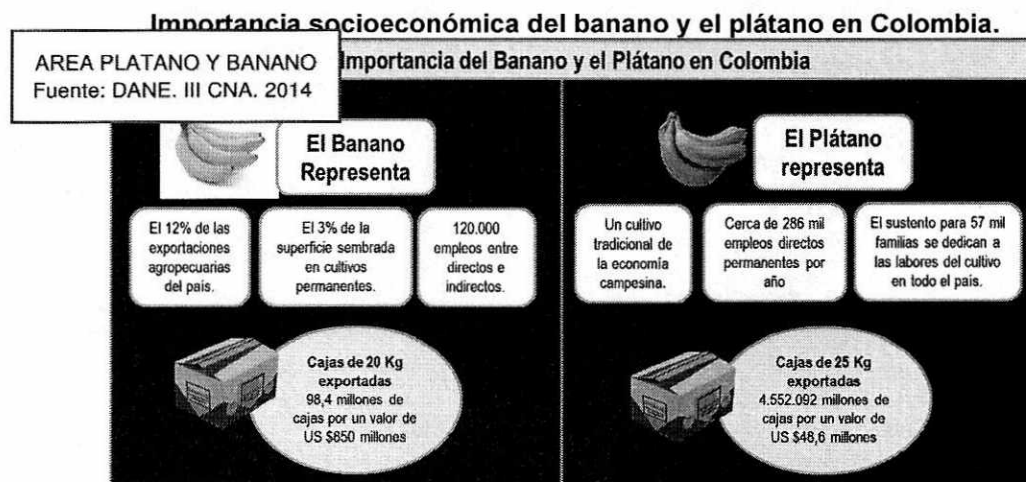 Importancia socioeconómica del banano y el plátano en Colombia.
AREA PLATANO Y BANANO
Fuente: DANE. III CNA. 2014
Importancia del Banano y el Plátano en Colombia
El Banano
Representa
El 12% de las
exportaciones
agropecuarias
del pais.
El 3% de la
superficie sembrada
en cultivos
permanentes.
120.000
empleos entre
directos e
indirectos.
Cajas de 20 Kg
exportadas
98,4 millones de
cajas por un valor de
US $850 millones
El Plátano
representa
Un cultivo
tradicional de
la economía
campesina.
Cerca de 286 mil
empleos directos
permanentes por
año
El sustento para 57 mil
familias se dedican a
las labores del cultivo
en todo el país.
Cajas de 25 Kg
exportadas
4.552.092 millones de
cajas por un valor de
US $48,6 millones